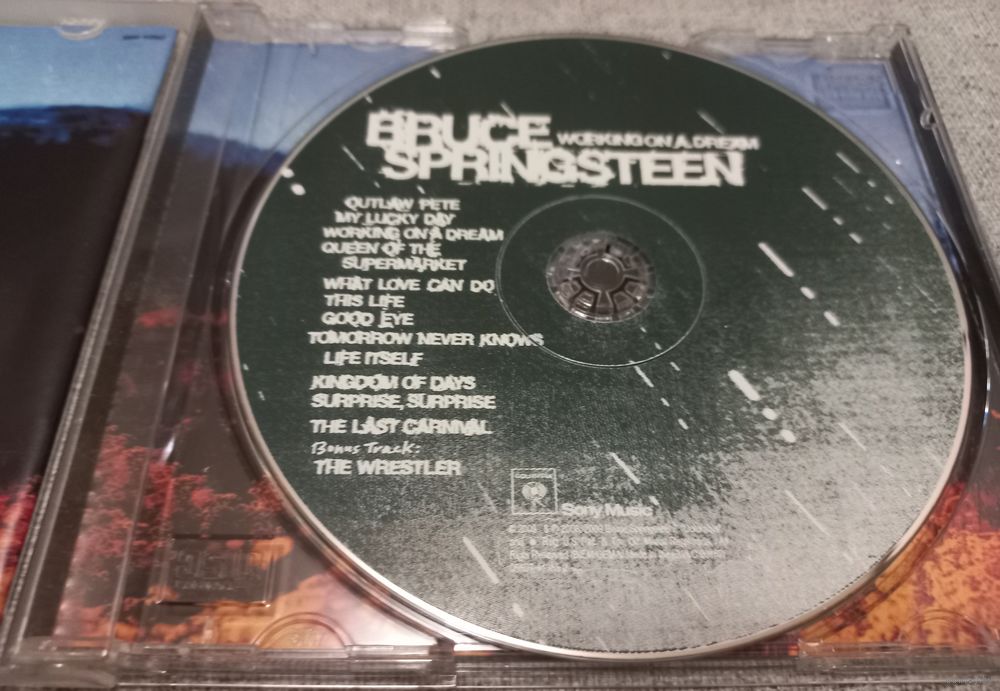 BRUCE
WORKING ON A DREAM
SPRINGSTEEN
OUTLAW PETE
MY LUCKY DAY
WORKING ON A DREAM
QUEEN OF THE
SUPERMARKET
WHAT LOVE CAN DO
THIS LIFE
GOOD EYE
TOMORROW NEVER KNOWS
LIFE ITSELF
KINGDOM OF DAYS
SURPRISE, SURPRISE
THE LAST CARNIVAL
Bonus Track:
THE WRESTLER
Sony Music